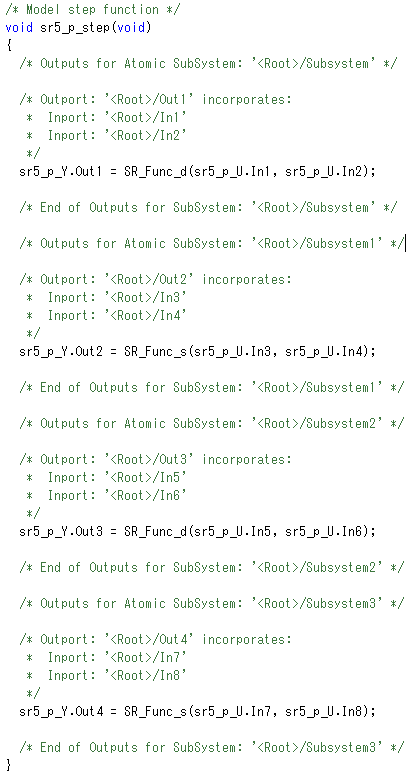 /* Model step function */
void sr5_p_step(void)
{
  /* Outputs for Atomic SubSystem: '<Root>/Subsystem' */

  /* Outport: '<Root>/Out1' incorporates:
   *  Inport: '<Root>/In1'
   *  Inport: '<Root>/In2'
   */
  sr5_p_Y.Out1 = SR_Func_d(sr5_p_U.In1, sr5_p_U.In2);

  /* End of Outputs for SubSystem: '<Root>/Subsystem' */

  /* Outputs for Atomic SubSystem: '<Root>/Subsystem1' */

  /* Outport: '<Root>/Out2' incorporates:
   *  Inport: '<Root>/In3'
   *  Inport: '<Root>/In4'
   */
  sr5_p_Y.Out2 = SR_Func_s(sr5_p_U.In3, sr5_p_U.In4);

  /* End of Outputs for SubSystem: '<Root>/Subsystem1' */

  /* Outputs for Atomic SubSystem: '<Root>/Subsystem2' */

  /* Outport: '<Root>/Out3' incorporates:
   *  Inport: '<Root>/In5'
   *  Inport: '<Root>/In6'
   */
  sr5_p_Y.Out3 = SR_Func_d(sr5_p_U.In5, sr5_p_U.In6);

  /* End of Outputs for SubSystem: '<Root>/Subsystem2' */

  /* Outputs for Atomic SubSystem: '<Root>/Subsystem3' */

  /* Outport: '<Root>/Out4' incorporates:
   *  Inport: '<Root>/In7'
   *  Inport: '<Root>/In8'
   */
  sr5_p_Y.Out4 = SR_Func_s(sr5_p_U.In7, sr5_p_U.In8);

  /* End of Outputs for SubSystem: '<Root>/Subsystem3' */
}